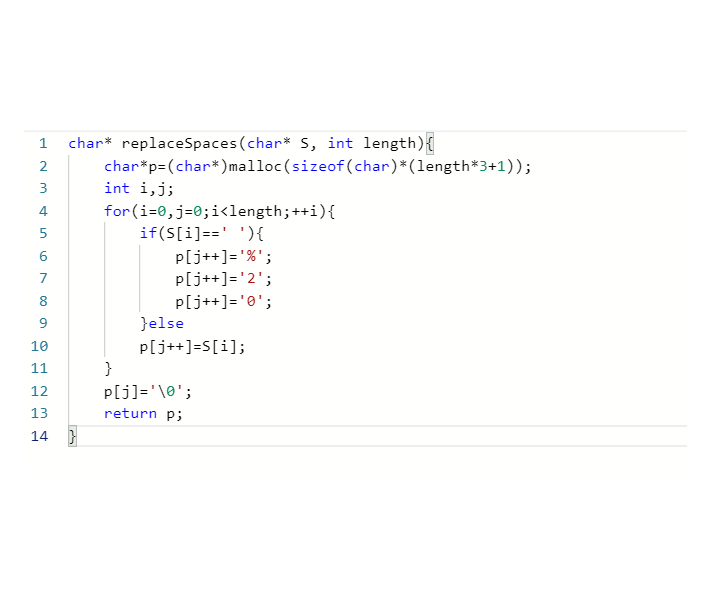 1 char* replaceSpaces(char* S, int length){
2     char*p=(char*)malloc(sizeof(char)*(length*3+1));
3     int i,j;
4     for(i=0,j=0;i<length;++i){
5         if(S[i]==' '){
6             p[j++]='%';
7             p[j++]='2';
8             p[j++]='0';
9         }else
10         p[j++]=S[i];
11     }
12     p[j]='\0';
13     return p;
14 }